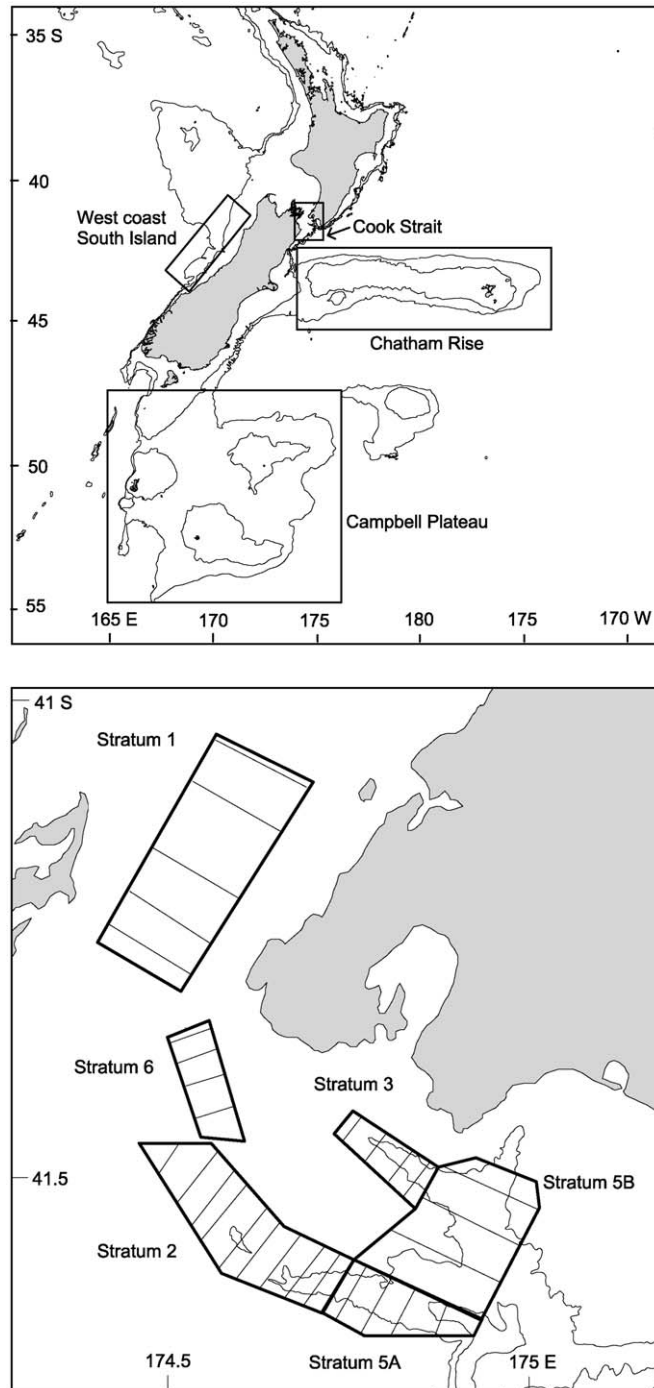 35 S
40
West coast
South Island
Cook Strait
45
Chatham Rise
50
Campbell Plateau
55
165 E
170
175
180
175
170 W
41 S
Stratum 1
Stratum 6
Stratum 3
41.5
Stratum 5B
Stratum 2
174.5
Stratum 5A
175 E